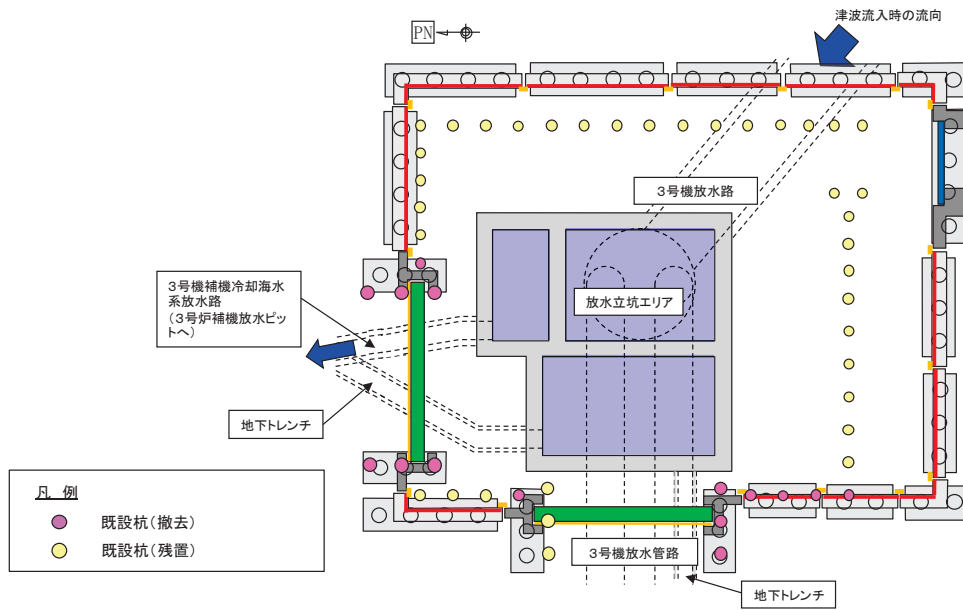 津波流入時の流向
PN
3号機放水路
3号機補機冷却海水
系放水路
(3号炉補機放水ピッ
トへ)
放水立坑エリア
地下トレンチ
凡 例
既設杭(撤去)
既設杭(残置)
3号機放水管路
地下トレンチ